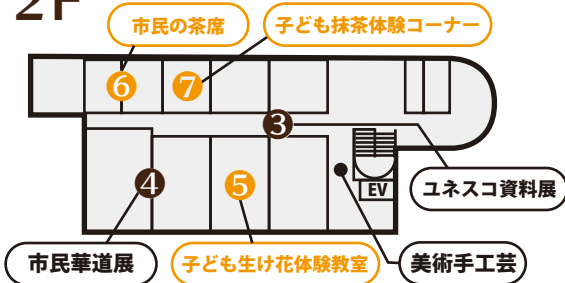 2F
市民の茶席
子ども抹茶体験コーナー
6
7
3
4
5
EV
ユネスコ資料展
市民華道展
子ども生け花体験教室
美術手工芸